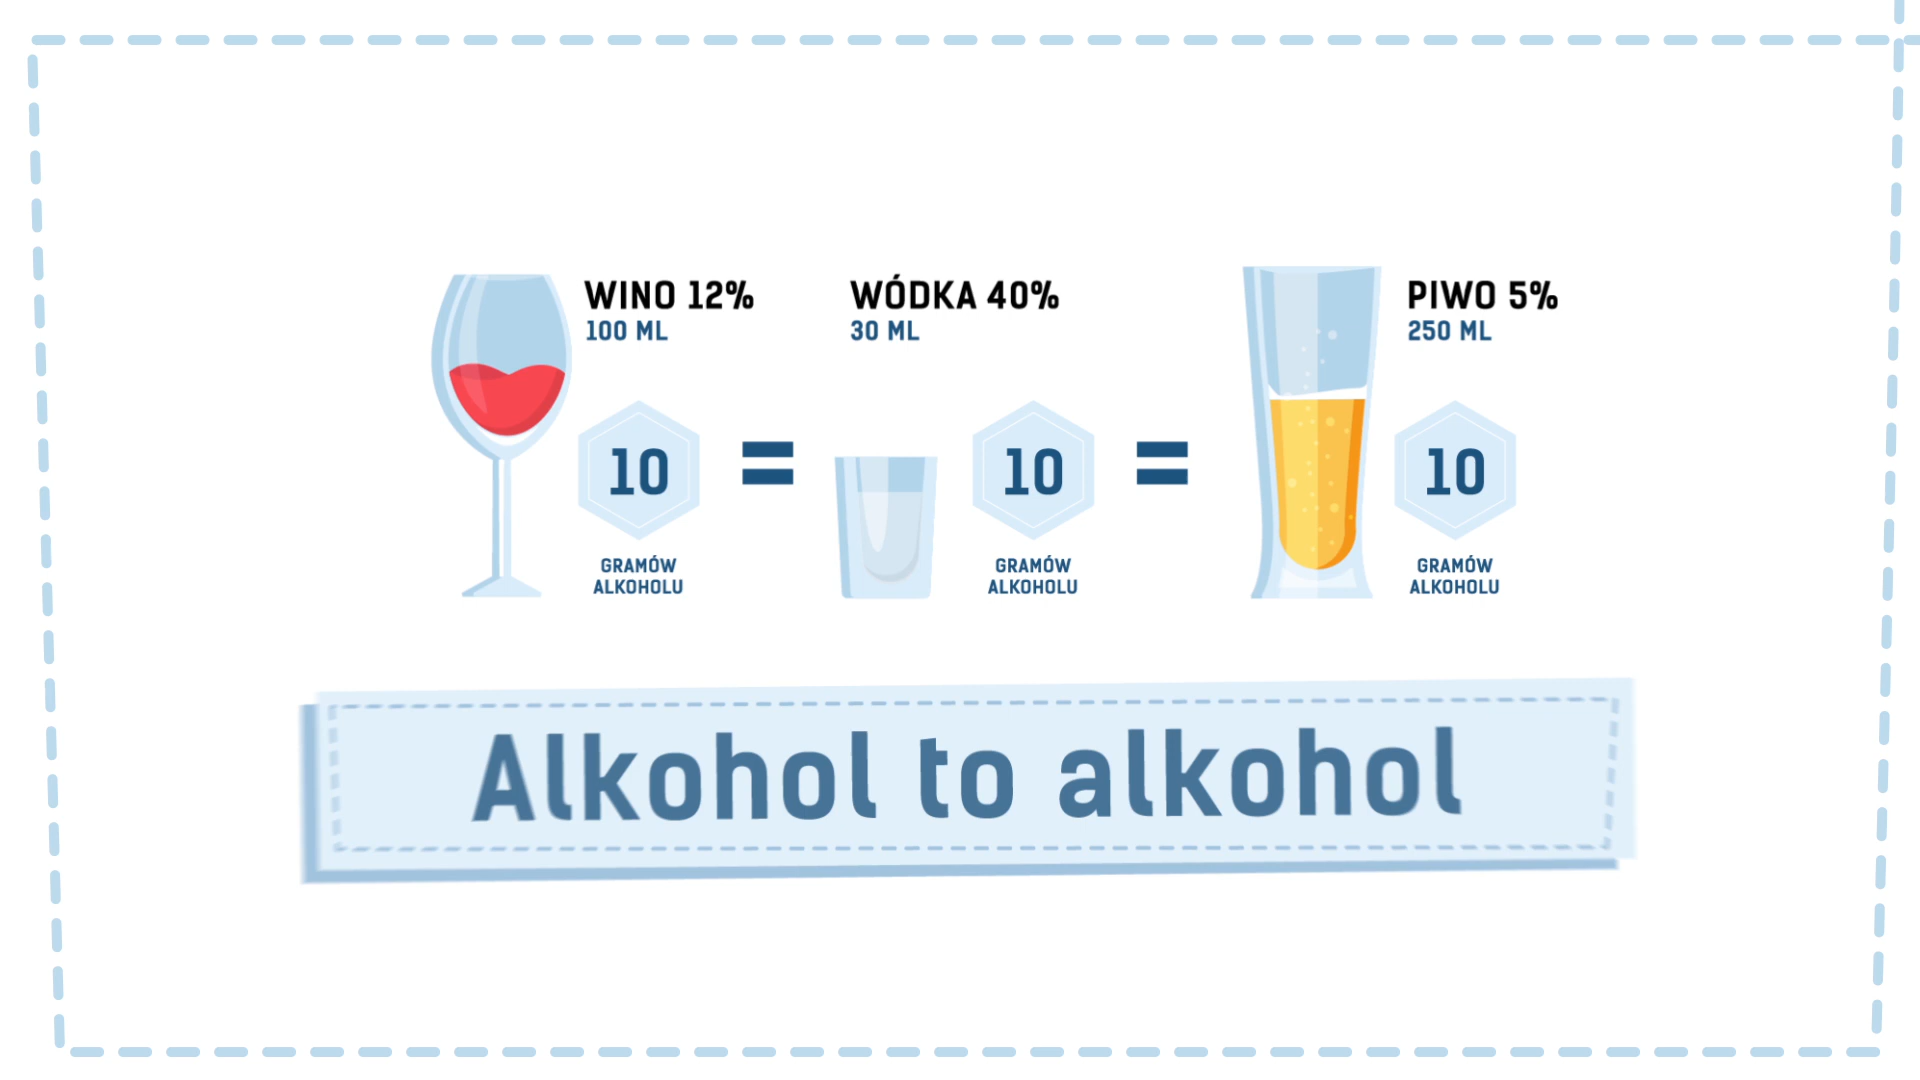 WINO 12%
100 ML
10
GRAMÓW
ALKOHOLU
=
WÓDKA 40%
30 ML
10
GRAMÓW
ALKOHOLU
=
PIWO 5%
250 ML
10
GRAMÓW
ALKOHOLU
Alkohol to alkohol